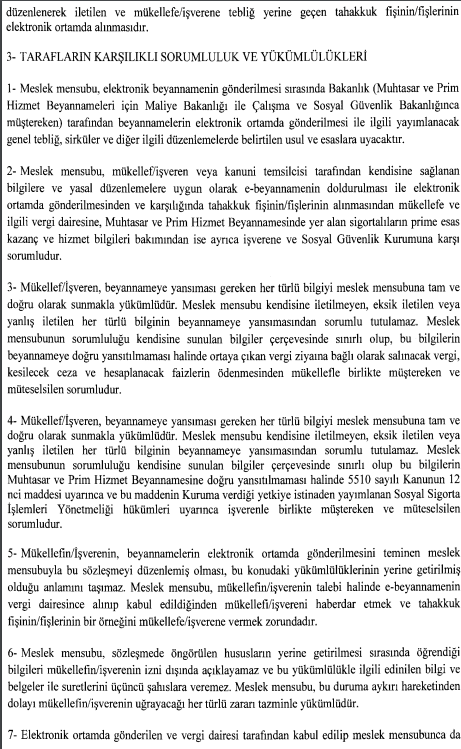 düzenlenerek iletilen ve mükellefe/işverene tebliğ yerine geçen tahakkuk fişinin/fişlerinin
elektronik ortamda alınmasıdır.
3- TARAFLARIN KARŞILIKLI SORUMLULUK VE YÜKÜMLÜLÜKLERİ
1- Meslek mensubu, elektronik beyannamenin gönderilmesi sırasında Bakanlık (Muhtasar ve Prim
Hizmet Beyannameleri için Maliye Bakanlığı ile Çalışma ve Sosyal Güvenlik Bakanlığınca
müştereken) tarafından beyannamelerin elektronik ortamda gönderilmesi ile ilgili yayımlanacak
genel tebliğ, sirküler ve diğer ilgili düzenlemelerde belirtilen usul ve esaslara uyacaktır.
2- Meslek mensubu, mükellef/işveren veya kanuni temsilcisi tarafından kendisine sağlanan
bilgilere ve yasal düzenlemelere uygun olarak e-beyannamenin doldurulması ile elektronik
ortamda gönderilmesinden ve karşılığında tahakkuk fişinin/fişlerinin alınmasından mükellefe ve
ilgili vergi dairesine, Muhtasar ve Prim Hizmet Beyannamesinde yer alan sigortalıların prime esas
kazanç ve hizmet bilgileri bakımından ise ayrıca işverene ve Sosyal Güvenlik Kurumuna karşı
sorumludur.
3- Mükellef/İşveren, beyannameye yansıması gereken her türlü bilgiyi meslek mensubuna tam ve
doğru olarak sunmakla yükümlüdür. Meslek mensubu kendisine iletilmeyen, eksik iletilen veya
yanlış iletilen her türlü bilginin beyannameye yansımasından sorumlu tutulamaz. Meslek
mensubunun sorumluluğu kendisine sunulan bilgiler çerçevesinde sınırlı olup, bu bilgilerin
beyannameye doğru yansıtılmaması halinde ortaya çıkan vergi ziyaına bağlı olarak salınacak vergi,
kesilecek ceza ve hesaplanacak faizlerin ödenmesinden mükellefle birlikte müştereken ve
müteselsilen sorumludur.
4- Mükellef/İşveren, beyannameye yansıması gereken her türlü bilgiyi meslek mensubuna tam ve
doğru olarak sunmakla yükümlüdür. Meslek mensubu kendisine iletilmeyen, eksik iletilen veya
yanlış iletilen her türlü bilginin beyannameye yansımasından sorumlu tutulamaz. Meslek
mensubunun sorumluluğu kendisine sunulan bilgiler çerçevesinde sınırlı olup bu bilgilerin
Muhtasar ve Prim Hizmet Beyannamesine doğru yansıtılmaması halinde 5510 sayılı Kanunun 12
nci maddesi uyarınca ve bu maddenin Kuruma verdiği yetkiye istinaden yayımlanan Sosyal Sigorta
İşlemleri Yönetmeliği hükümleri uyarınca işverenle birlikte müştereken ve müteselsilen
sorumludur.
5- Mükellefin/İşverenin, beyannamelerin elektronik ortamda gönderilmesini teminen meslek
mensubuyla bu sözleşmeyi düzenlemiş olması, bu konudaki yükümlülüklerinin yerine getirilmiş
olduğu anlamını taşımaz. Meslek mensubu, mükellefin/işverenin talebi halinde e-beyannamenin
vergi dairesince alınıp kabul edildiğinden mükellefi/işvereni haberdar etmek ve tahakkuk
fişinin/fişlerinin bir örneğini mükellefe/işverene vermek zorundadır.
6- Meslek mensubu, sözleşmede öngörülen hususların yerine getirilmesi sırasında öğrendiği
bilgileri mükellefin/işverenin izni dışında açıklayamaz ve bu yükümlülükle ilgili edinilen bilgi ve
belgeler ile suretlerini üçüncü şahıslara veremez. Meslek mensubu, bu duruma aykırı hareketinden
dolayı mükellefin/işverenin uğrayacağı her türlü zararı tazminle yükümlüdür.
7- Elektronik ortamda gönderilen ve vergi dairesi tarafından kabul edilip meslek mensubunca da